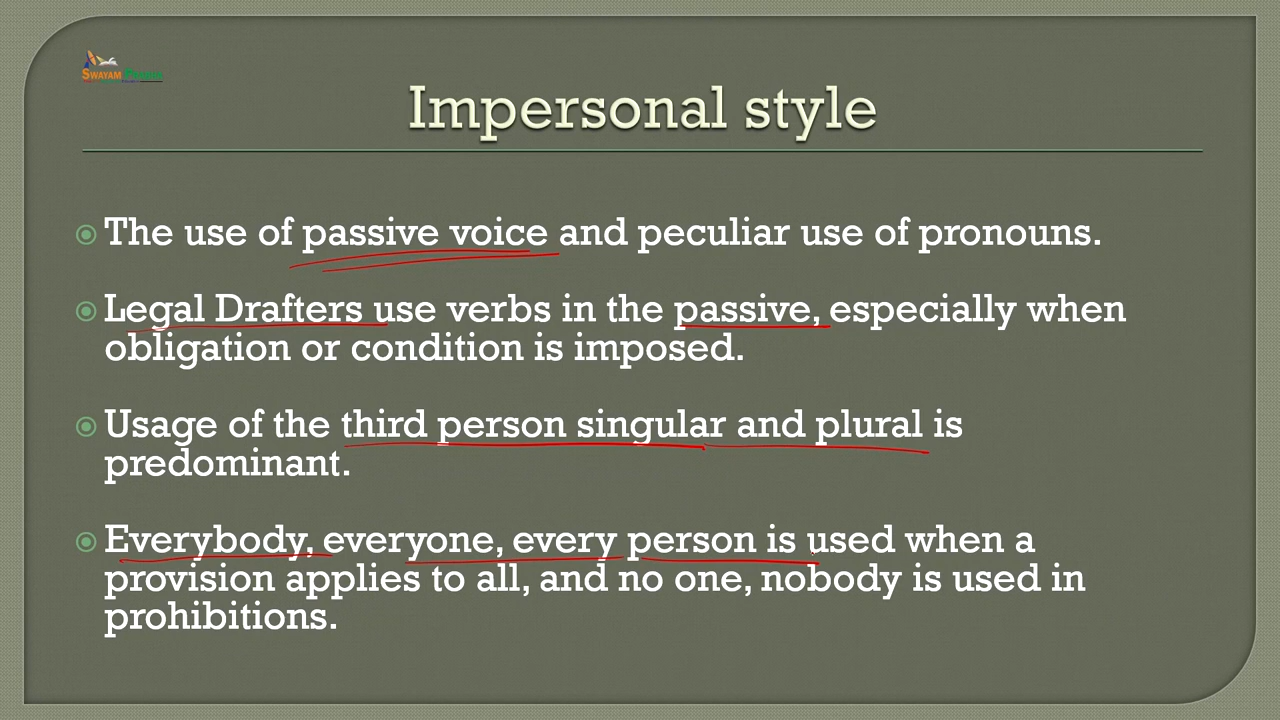 SWAYAM PRABHA
Impersonal style
The use of passive voice and peculiar use of pronouns.
Legal Drafters use verbs in the passive, especially when
obligation or condition is imposed.
Usage of the third person singular and plural is
predominant.
Everybody, everyone, every person is used when a
provision applies to all, and no one, nobody is used in
prohibitions.